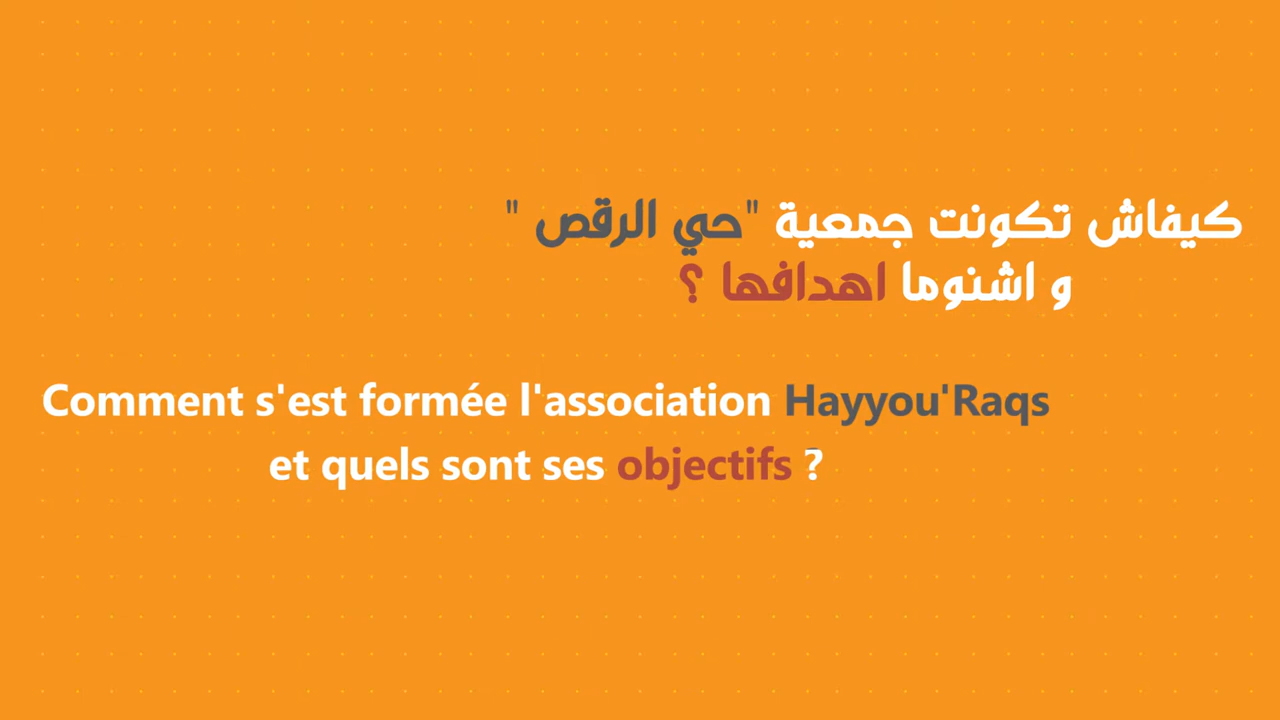 كيفاش تكونت جمعية "حي الرقص "
و اشنوما اهدافها ؟
Comment s'est formée l'association Hayyou'Raqs
et quels sont ses objectifs ?